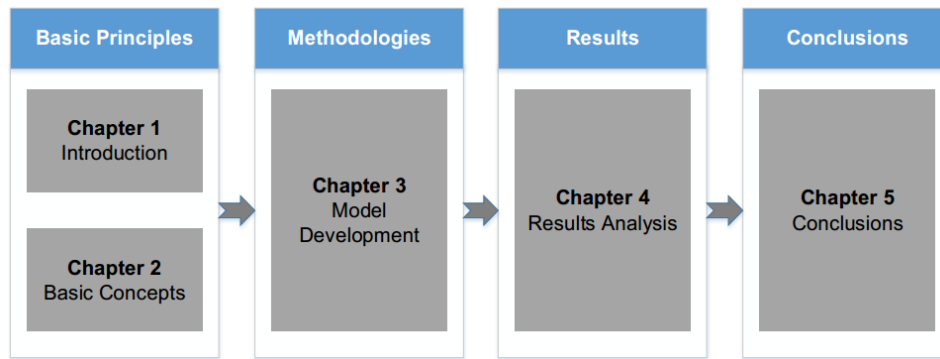 Basic Principles
Chapter 1
Introduction
Chapter 2
Basic Concepts
Methodologies
Chapter 3
Model
Development
Results
Chapter 4
Results Analysis
Conclusions
Chapter 5
Conclusions